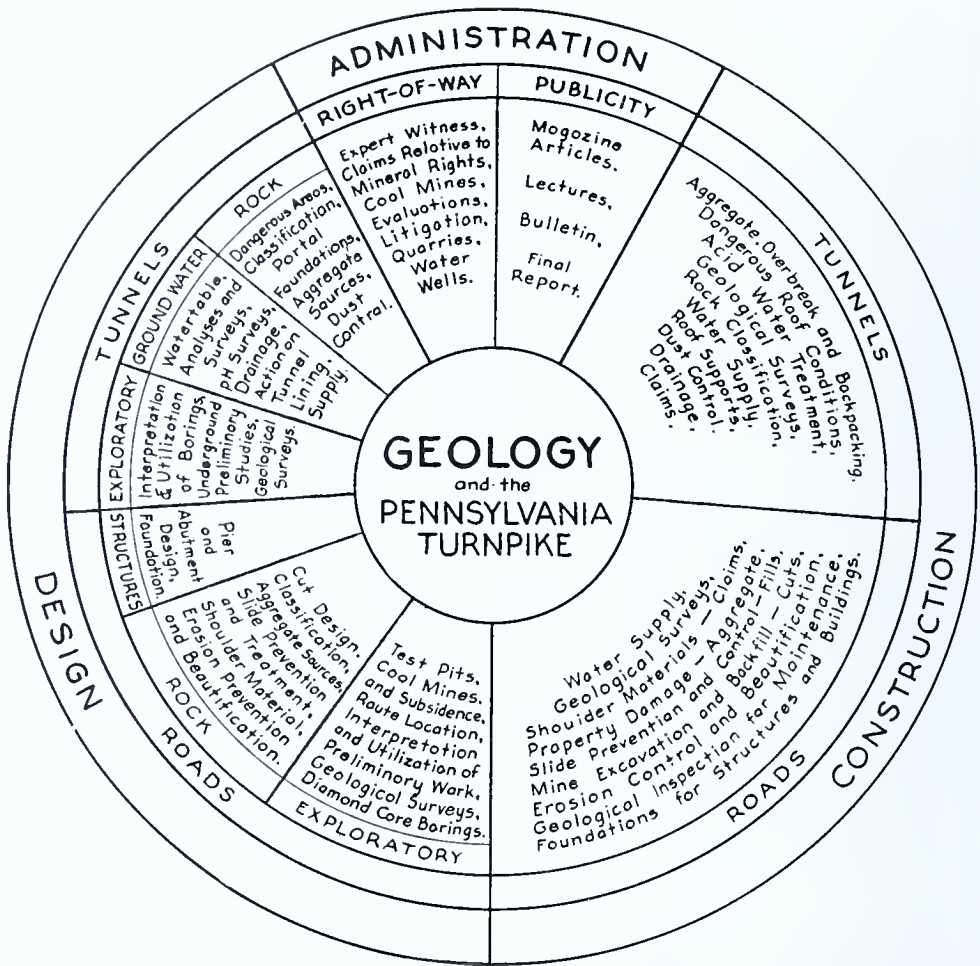 ADMINISTRATION
RIGHT-OF-WAY
Expert Witness,
Claims Relative to
Mineral Rights,
Coal Mines,
Evaluations,
Litigation,
Quarries,
Water
Wells.
PUBLICITY
Magazine
Articles.
Lectures,
Bulletin,
Final
Report.
TUNNELS
Aggregate, Overbreak and Backpacking.
Dangerous Roof Conditions,
Acid Water Treatment,
Geological Surveys,
Rock Classification,
Water Supply.
Roof Supports,
Dust Control,
Drainage,
Claims.
CONSTRUCTION
ROADS
Water Supply,
Geological Surveys,
Shoulder Materials - Claims,
Property Damage - Aggregate,
Slide Prevention and Control - Fills,
Mine Excavation and Backfill - Cuts,
Erosion Control and Beautification,
Geological Inspection for Maintenance,
Foundations for Structures and Buildings.
DESIGN
ROADS
EXPLORATORY
Test Pits,
Coal Mines,
and Subsidence,
Route Location,
Interpretation
and Utilization of
Preliminary Work,
Geological Surveys,
Diamond Core Borings.
ROCK
Cut Design,
Classification,
Aggregate Sources,
Slide Prevention
and Treatment,
Shoulder Material,
Erosion Prevention
and Beautification.
STRUCTURES
Pier
and
Abutment
Design,
Foundation.
TUNNELS
EXPLORATORY
Interpretation
& Utilization
of Borings,
Underground
Preliminary
Studies,
Geological
Surveys.
GROUND WATER
Watertable,
Analyses and
Surveys,
PH Surveys,
Drainage,
Action on
Tunnel
Lining,
Supply.
ROCK
Dangerous Areas,
Classification,
Portal
Foundations,
Aggregate
Sources,
Dust
Control.
GEOLOGY
and the
PENNSYLVANIA
TURNPIKE